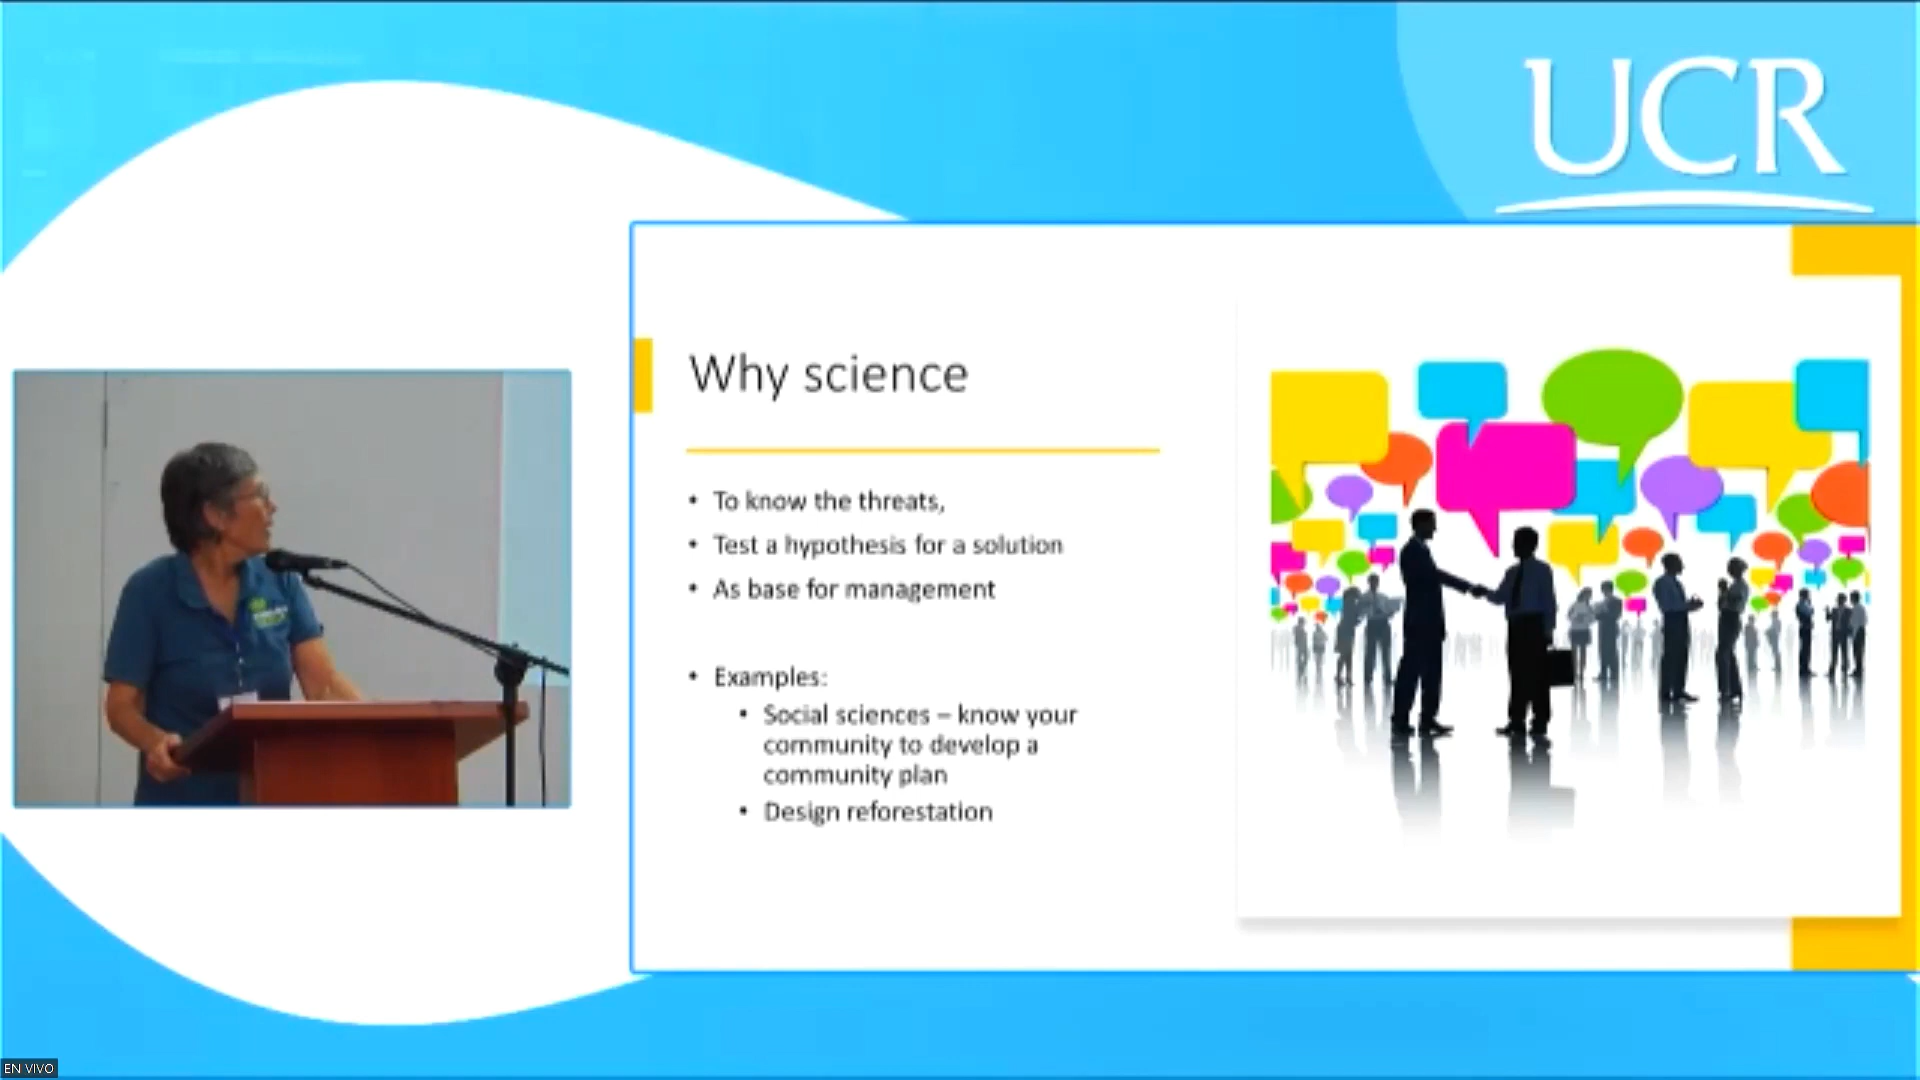 UCR
Why science
• To know the threats,
• Test a hypothesis for a solution
• As base for management
• Examples:
• Social sciences – know your
community to develop a
community plan
• Design reforestation
EN VIVO